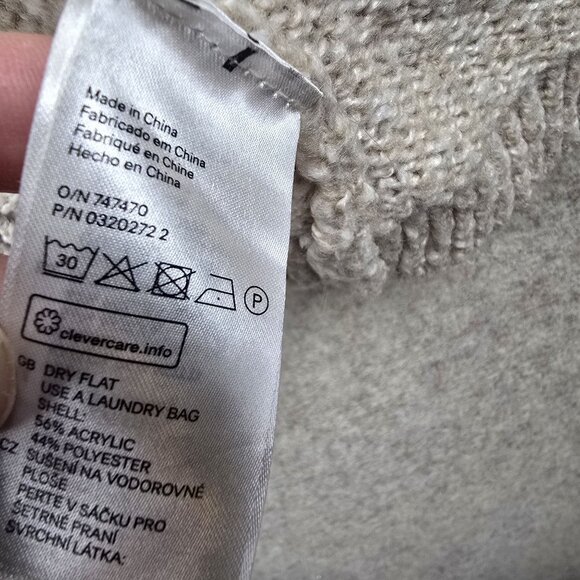 Made in China
Fabricado em China
Fabriqué en Chine
Hecho en China
O/N 747470
P/N 0320272 2
30 P
clevercare.info
GB DRY FLAT
USE A LAUNDRY BAG
SHELL:
56% ACRYLIC
44% POLYESTER
CZ SUŠENÍ NA VODOROVNÉ
PLOŠE
PERTE V SÁČKU PRO
ŠETRNÉ PRANÍ
SVRCHNÍ LÁTKA: